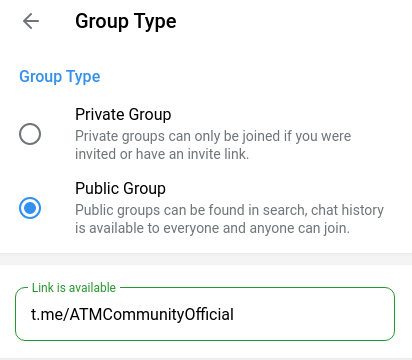 Group Type
Group Type
Private Group
Private groups can only be joined if you were
invited or have an invite link.
Public Group
Public groups can be found in search, chat history
is available to everyone and anyone can join.
Link is available
t.me/ATMCommunityOfficial